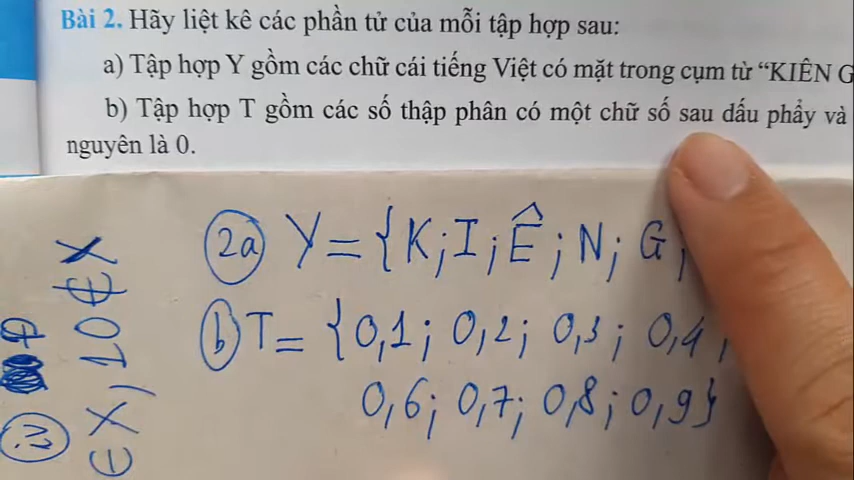 Bài 2. Hãy liệt kê các phần tử của mỗi tập hợp sau:
a) Tập hợp Y gồm các chữ cái tiếng Việt có mặt trong cụm từ “KIÊN G
b) Tập hợp T gồm các số thập phân có một chữ số sau dấu phẩy và
nguyên là 0.
2a Y = {K; I; Ê; N; G;
b T = {0,1; 0,2; 0,3; 0,4;
0,6; 0,7; 0,8; 0,9}